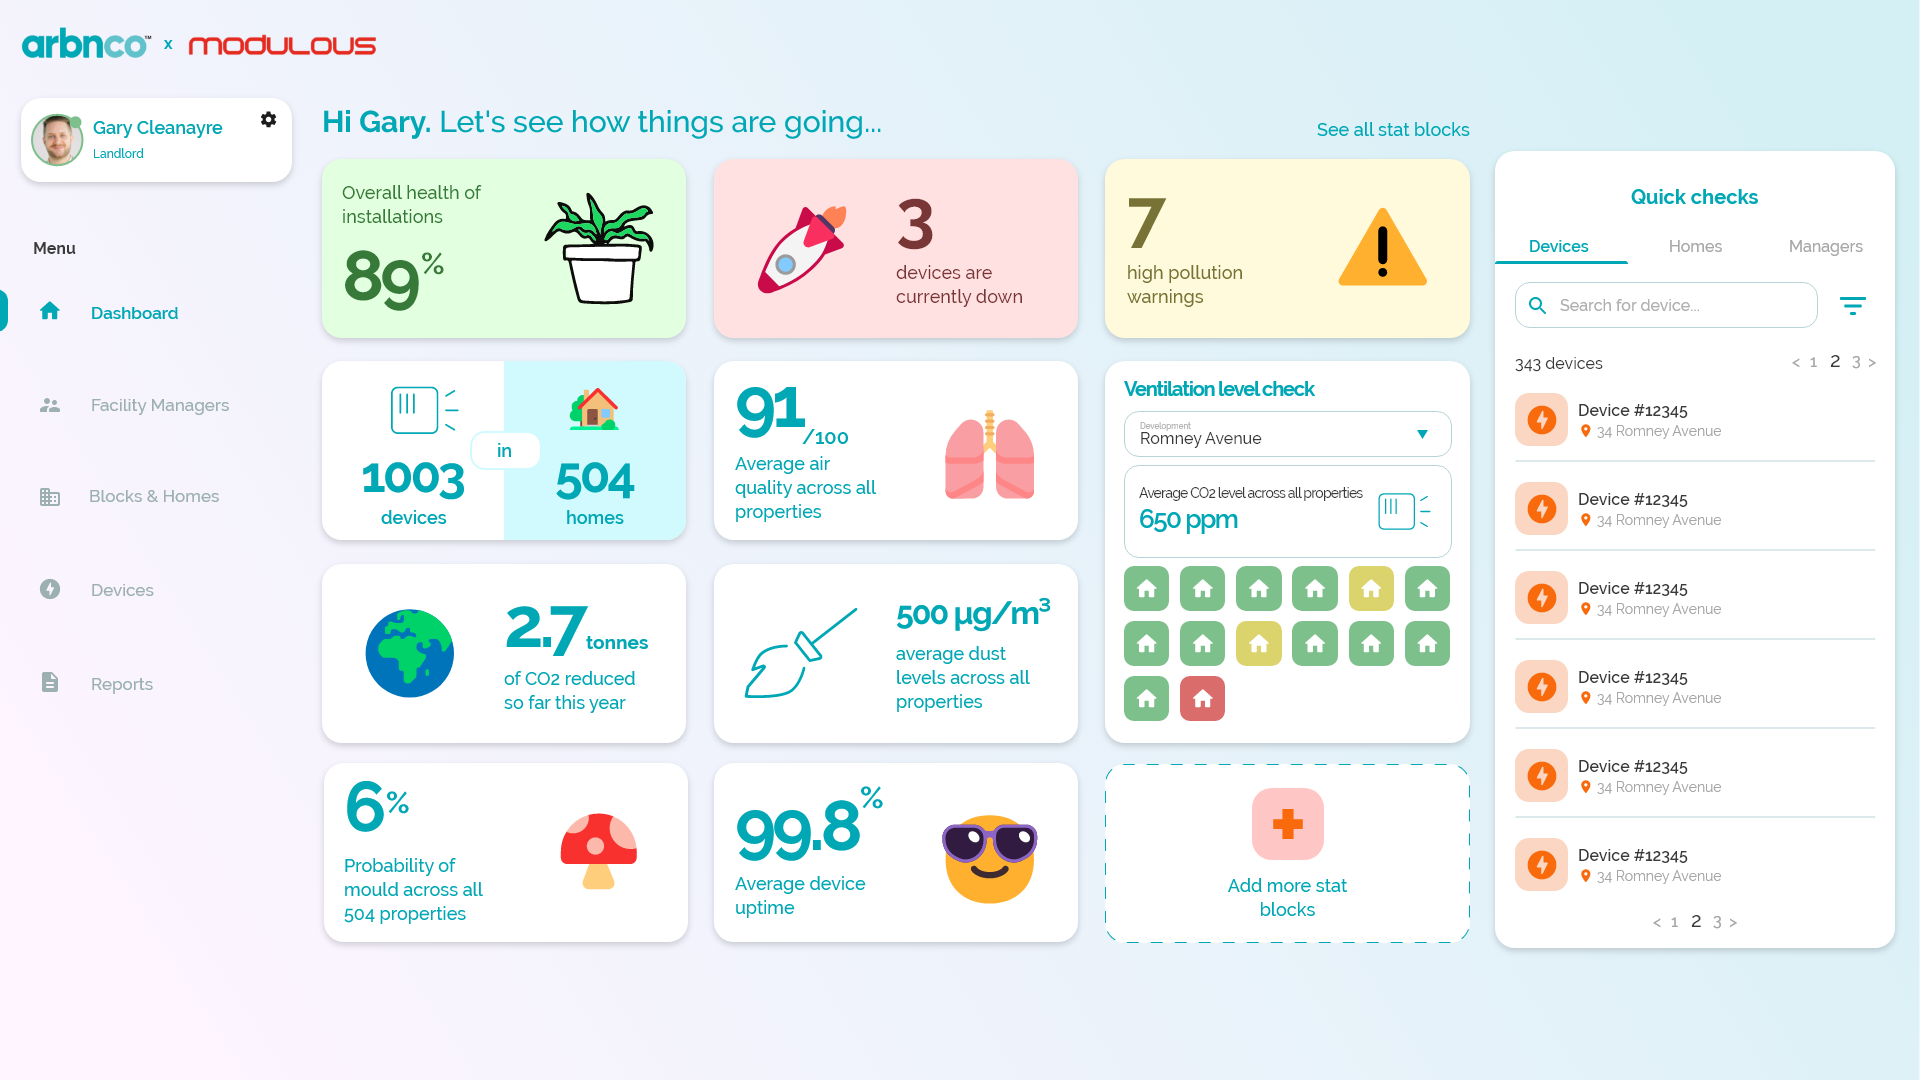 arbnco™ x MODULOUS
Gary Cleanayre
Landlord
Menu
Dashboard
Facility Managers
Blocks & Homes
Devices
Reports
Hi Gary. Let's see how things are going...
See all stat blocks
Overall health of
installations
89%
3
devices are
currently down
7
high pollution
warnings
1003
devices
in
504
homes
91/100
Average air
quality across all
properties
Ventilation level check
Development
Romney Avenue
Average CO2 level across all properties
650 ppm
2.7 tonnes
of CO2 reduced
so far this year
500 µg/m³
average dust
levels across all
properties
6%
Probability of
mould across all
504 properties
99.8%
Average device
uptime
Add more stat
blocks
Quick checks
Devices Homes Managers
Search for device...
343 devices < 1 2 3 >
Device #12345
34 Romney Avenue
Device #12345
34 Romney Avenue
Device #12345
34 Romney Avenue
Device #12345
34 Romney Avenue
Device #12345
34 Romney Avenue
Device #12345
34 Romney Avenue
< 1 2 3 >